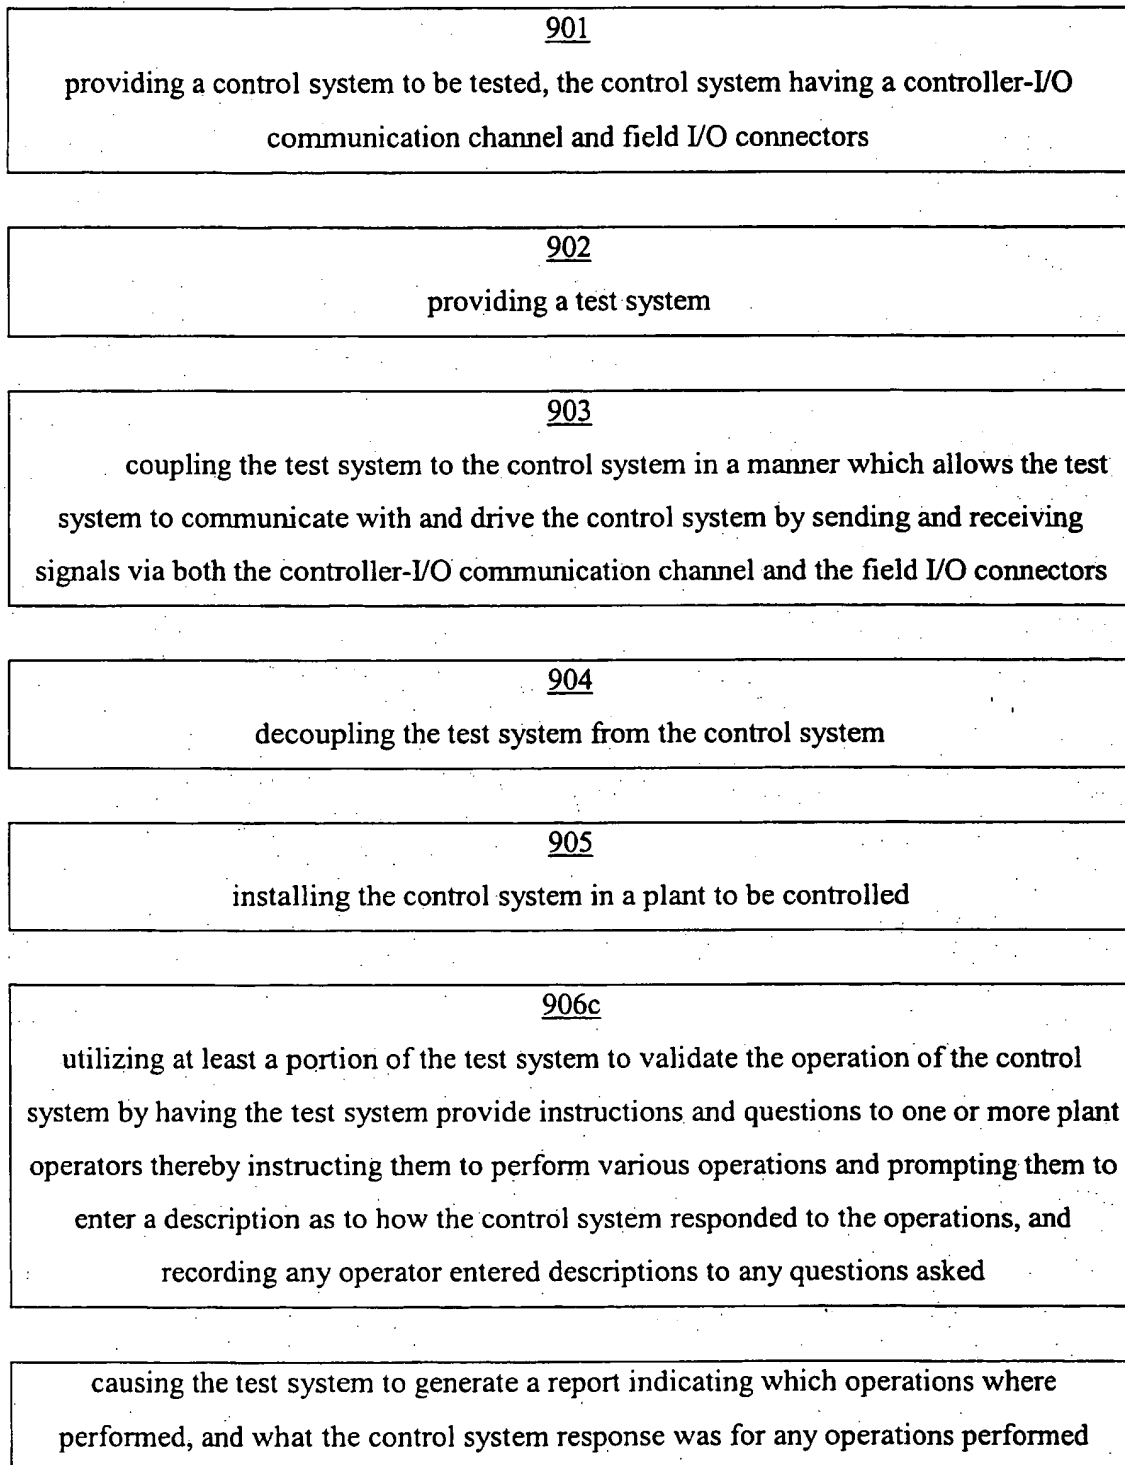 901
providing a control system to be tested, the control system having a controller-I/O
communication channel and field I/O connectors
902
providing a test system
903
coupling the test system to the control system in a manner which allows the test
system to communicate with and drive the control system by sending and receiving
signals via both the controller-I/O communication channel and the field I/O connectors
904
decoupling the test system from the control system
905
installing the control system in a plant to be controlled
906c
utilizing at least a portion of the test system to validate the operation of the control
system by having the test system provide instructions and questions to one or more plant
operators thereby instructing them to perform various operations and prompting them to
enter a description as to how the control system responded to the operations, and
recording any operator entered descriptions to any questions asked
causing the test system to generate a report indicating which operations where
performed, and what the control system response was for any operations performed